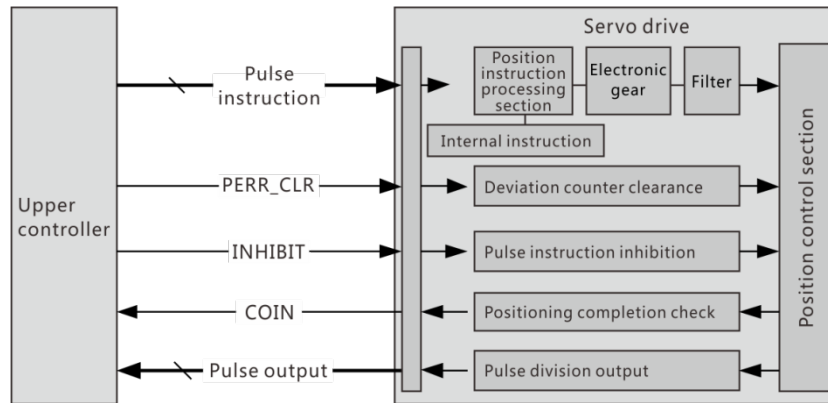 Servo drive
Upper
controller
Pulse
instruction
Position
instruction
processing
section
Electronic
gear
Filter
Internal instruction
PERR_CLR
Deviation counter clearance
INHIBIT
Pulse instruction inhibition
COIN
Positioning completion check
Pulse output
Pulse division output
Position control section